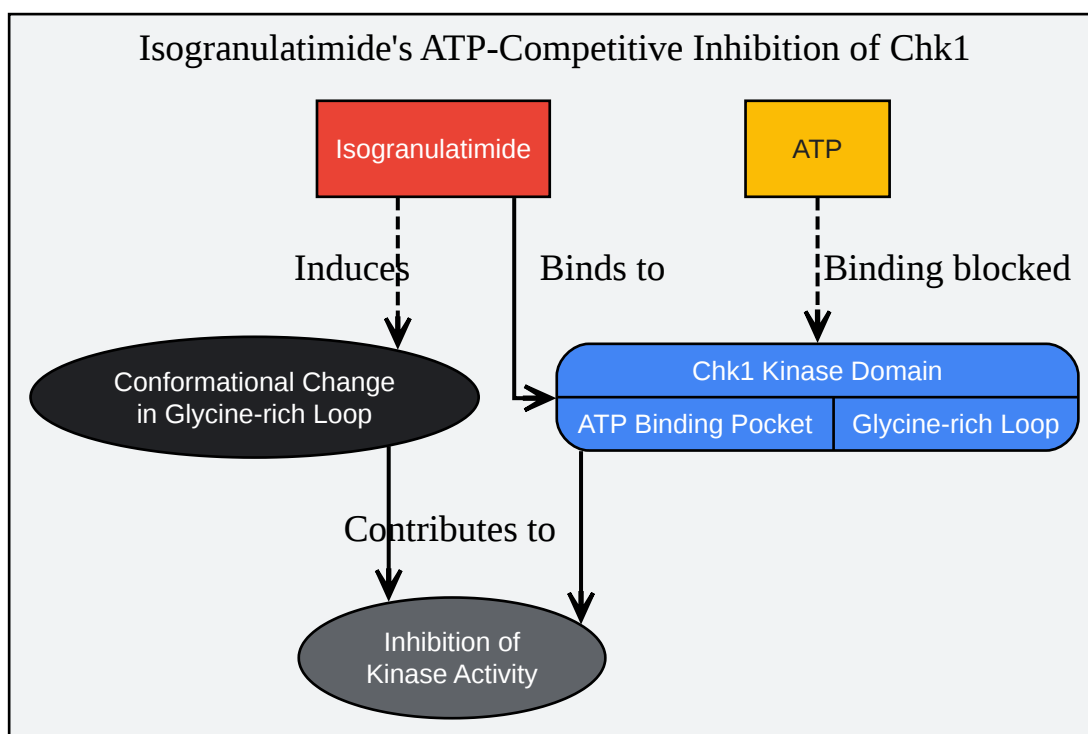 Isogranulatimide's ATP-Competitive Inhibition of Chk1
Isogranulatimide
ATP
Induces
Binds to
Binding blocked
Conformational Change
in Glycine-rich Loop
Chk1 Kinase Domain
ATP Binding Pocket
Glycine-rich Loop
Contributes to
Inhibition of
Kinase Activity